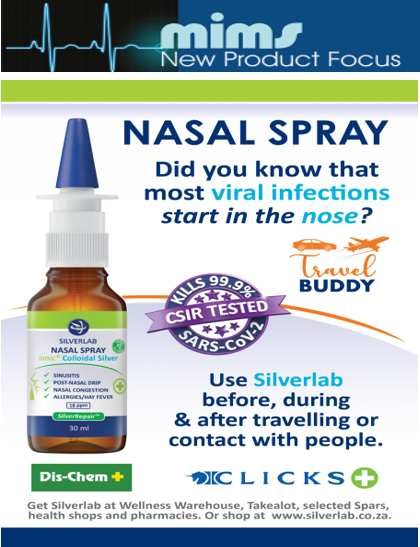 mims
New Product Focus
NASAL SPRAY
Did you know that
most viral infections
start in the nose?
Travel
BUDDY
KILLS 99.9%
CSIR TESTED
SARS-COV-2
SILVERLAB
NASAL SPRAY
ionic+ Colloidal Silver
SINUSITIS
POST-NASAL DRIP
NASAL CONGESTION
ALLERGIES/HAY FEVER
18 ppm
SilverRepair™
30 ml
Use Silverlab
before, during
& after travelling or
contact with people.
Dis-Chem
CLICKS
Get Silverlab at Wellness Warehouse, Takealot, selected Spars,
health shops and pharmacies. Or shop at www.silverlab.co.za.